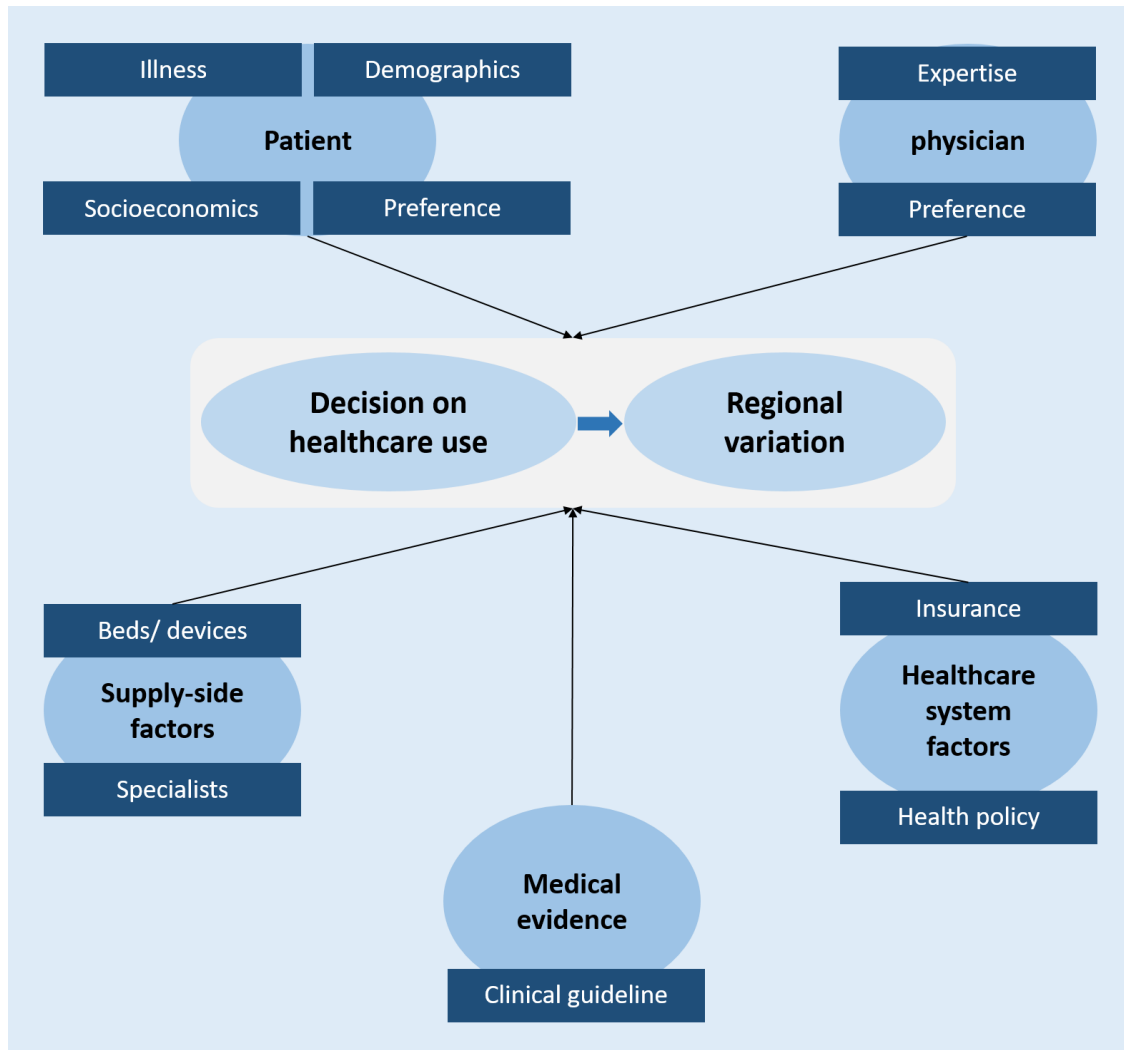 Illness
Demographics
Patient
Socioeconomics
Preference
Expertise
physician
Preference
Decision on
healthcare use
Regional
variation
Beds/ devices
Supply-side
factors
Specialists
Insurance
Healthcare
system
factors
Health policy
Medical
evidence
Clinical guideline